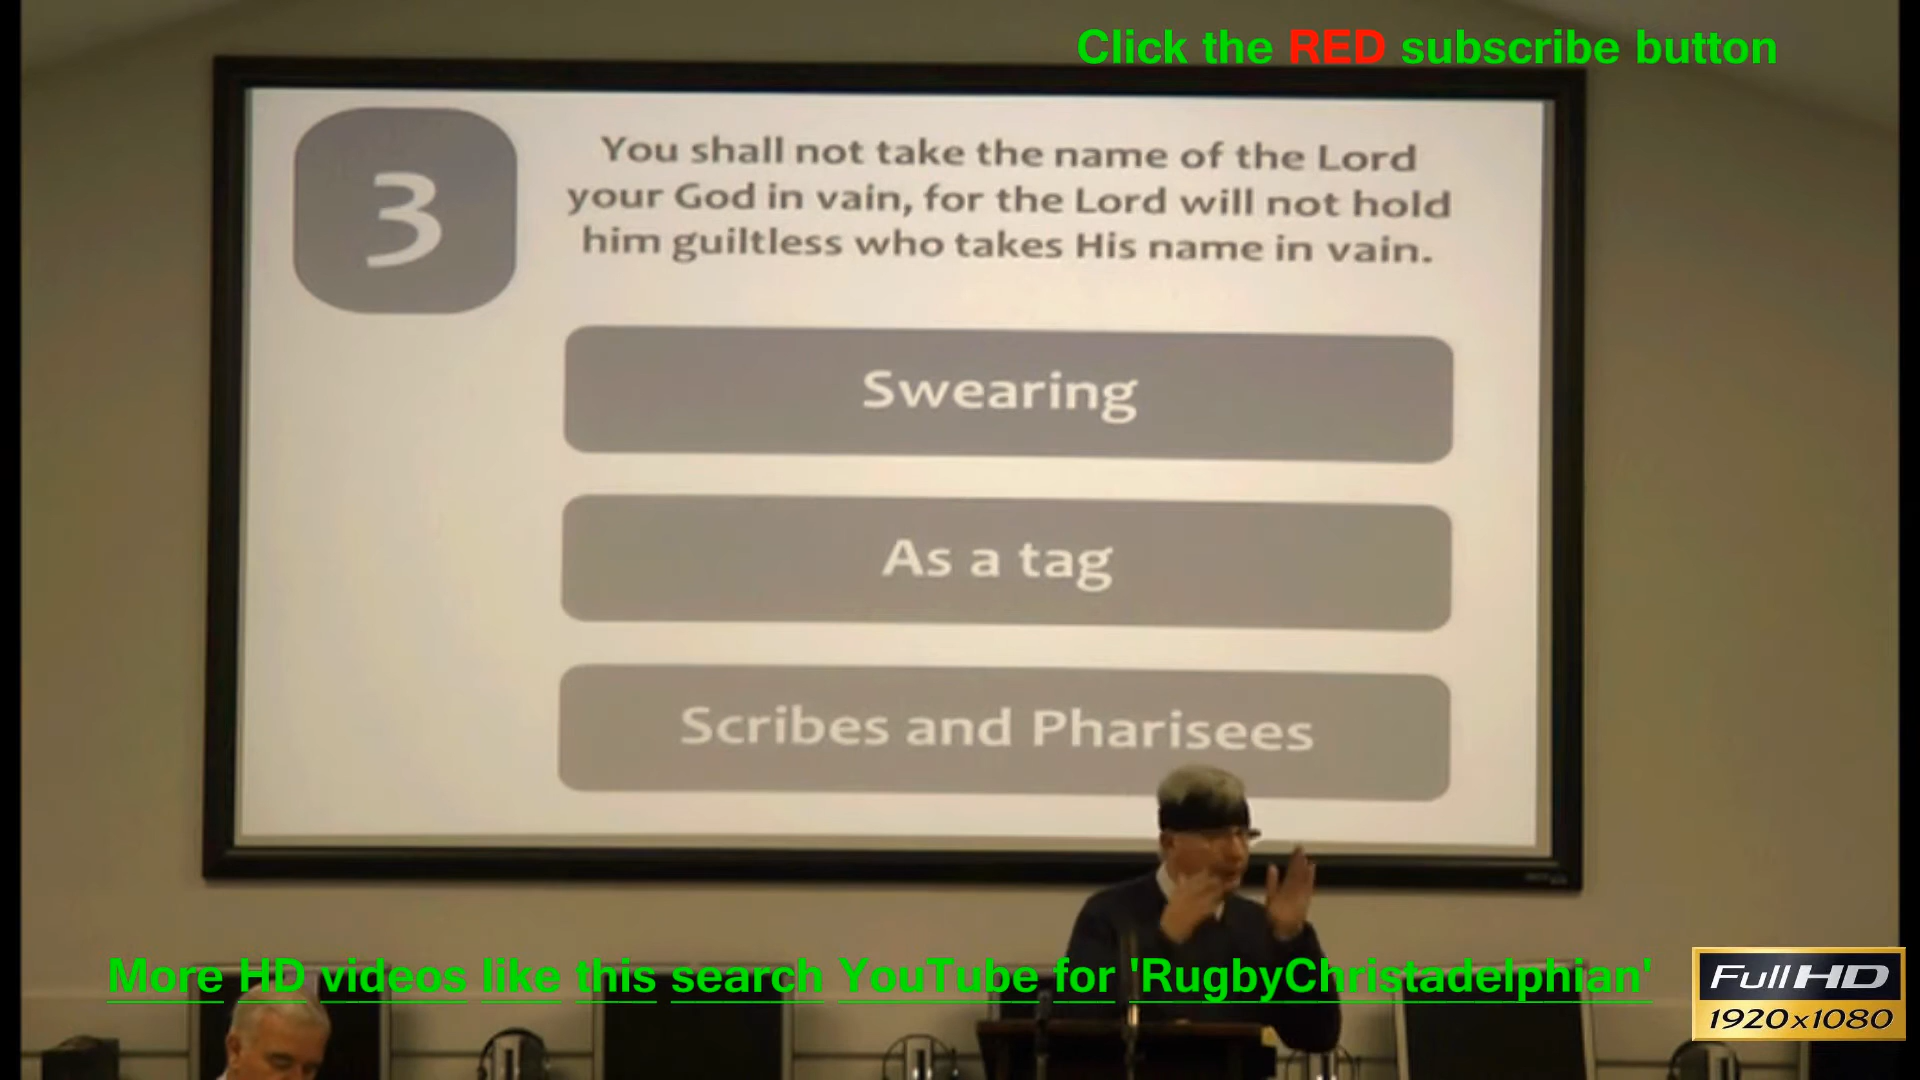 Click the RED subscribe button
3
You shall not take the name of the Lord
your God in vain, for the Lord will not hold
him guiltless who takes His name in vain.
Swearing
As a tag
Scribes and Pharisees
More HD videos like this search YouTube for 'RugbyChristadelphian'
Full HD
1920x1080